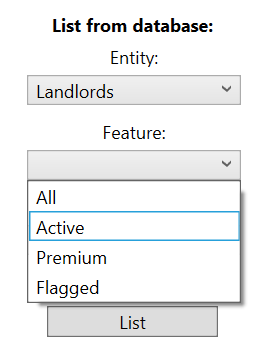 List from database:
Entity:
Landlords
Feature:
All
Active
Premium
Flagged
List